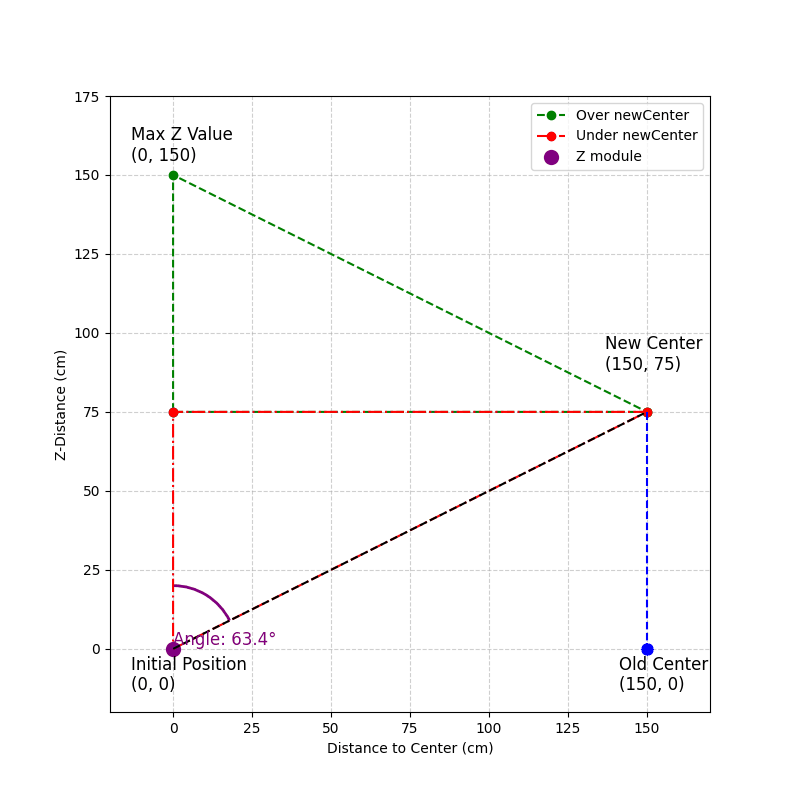 175
150
125
100
75
50
25
0
0
25
50
75
100
125
150
Z-Distance (cm)
Distance to Center (cm)
Over newCenter
Under newCenter
Z module
Max Z Value
(0, 150)
New Center
(150, 75)
Angle: 63.4°
Initial Position
(0, 0)
Old Center
(150, 0)